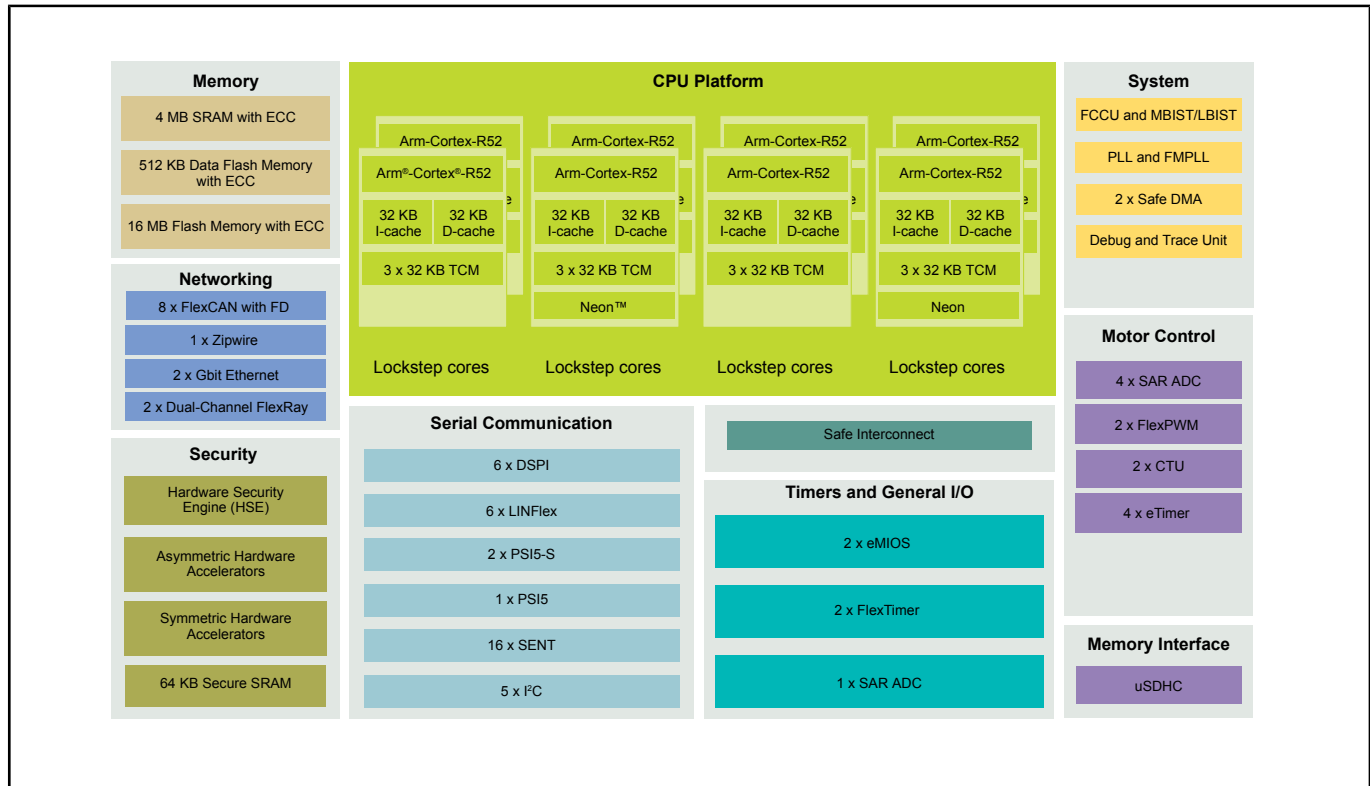 Memory
4 MB SRAM with ECC
512 KB Data Flash Memory
with ECC
16 MB Flash Memory with ECC
Networking
8 x FlexCAN with FD
1 x Zipwire
2 x Gbit Ethernet
2 x Dual-Channel FlexRay
Security
Hardware Security
Engine (HSE)
Asymmetric Hardware
Accelerators
Symmetric Hardware
Accelerators
64 KB Secure SRAM
CPU Platform
Arm-Cortex-R52
Arm®-Cortex®-R52
e
32 KB
I-cache
32 KB
D-cache
3 x 32 KB TCM
Lockstep cores
Arm-Cortex-R52
Arm-Cortex-R52
e
32 KB
I-cache
32 KB
D-cache
3 x 32 KB TCM
Neon™
Lockstep cores
Arm-Cortex-R52
Arm-Cortex-R52
e
32 KB
I-cache
32 KB
D-cache
3 x 32 KB TCM
Lockstep cores
Arm-Cortex-R52
Arm-Cortex-R52
e
32 KB
I-cache
32 KB
D-cache
3 x 32 KB TCM
Neon
Lockstep cores
Serial Communication
6 x DSPI
6 x LINFlex
2 x PSI5-S
1 x PSI5
16 x SENT
5 x I²C
Safe Interconnect
Timers and General I/O
2 x eMIOS
2 x FlexTimer
1 x SAR ADC
System
FCCU and MBIST/LBIST
PLL and FMPLL
2 x Safe DMA
Debug and Trace Unit
Motor Control
4 x SAR ADC
2 x FlexPWM
2 x CTU
4 x eTimer
Memory Interface
uSDHC